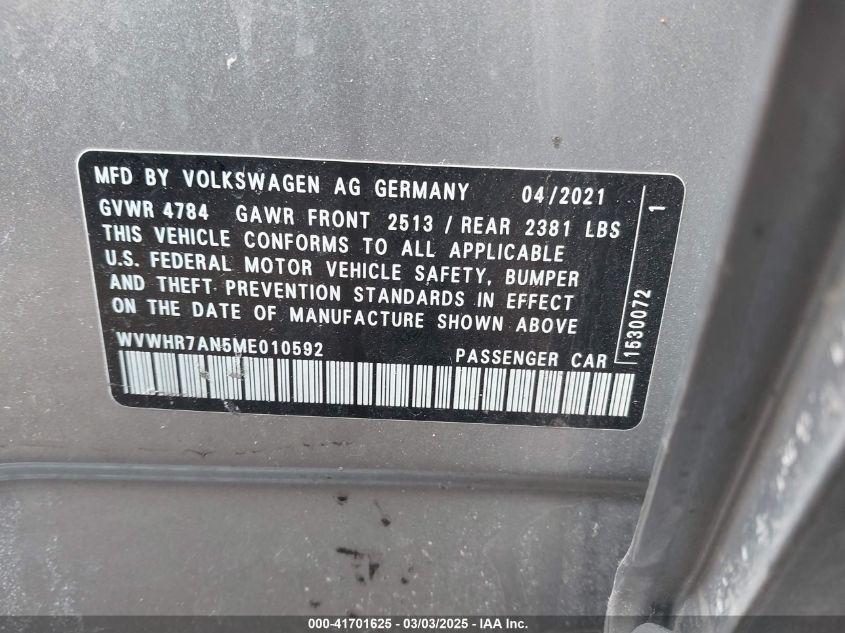 MFD BY VOLKSWAGEN AG GERMANY 04/2021
GVWR 4784 GAWR FRONT 2513 / REAR 2381 LBS
THIS VEHICLE CONFORMS TO ALL APPLICABLE
U.S. FEDERAL MOTOR VEHICLE SAFETY, BUMPER
AND THEFT PREVENTION STANDARDS IN EFFECT
ON THE DATE OF MANUFACTURE SHOWN ABOVE
WVWHR7AN5ME010592 PASSENGER CAR
1530072 1
000-41701625 - 03/03/2025 - IAA Inc.